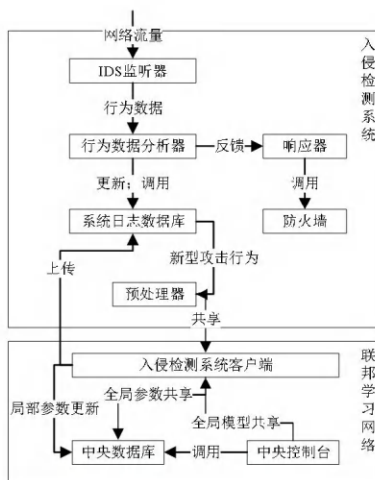 网络流量
IDS监听器
行为数据
行为数据分析器
反馈
响应器
更新；调用
调用
系统日志数据库
防火墙
上传
新型攻击行为
预处理器
共享
入侵检测系统
入侵检测系统客户端
全局参数共享
局部参数更新
全局模型共享
中央数据库
调用
中央控制台
联邦学习网络